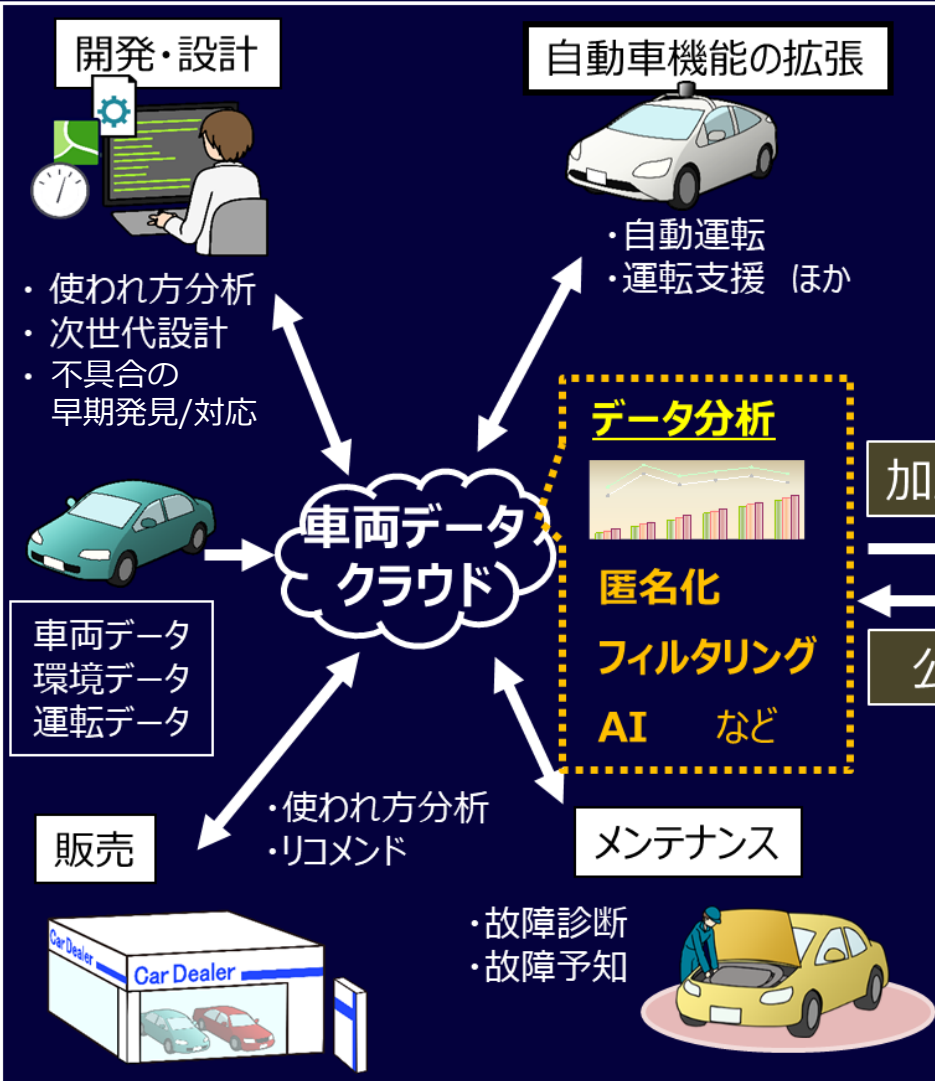 開発・設計
・ 使われ方分析
・ 次世代設計
・ 不具合の
早期発見/対応
自動車機能の拡張
・自動運転
・運転支援 ほか
車両データ
クラウド
車両データ
環境データ
運転データ
データ分析
匿名化
フィルタリング
AI など
加
公
販売
・使われ方分析
・リコメンド
Car Dealer
Car Dealer
メンテナンス
・故障診断
・故障予知